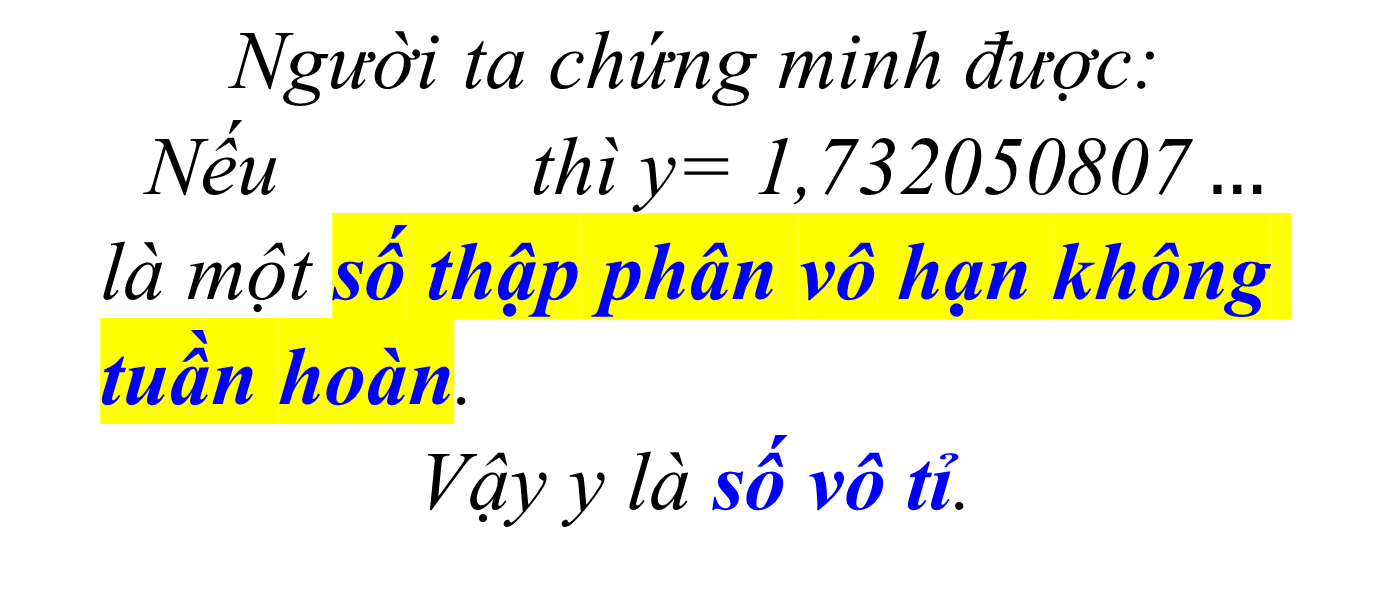 Người ta chứng minh được:
Nếu thì y= 1,732050807 ...
là một số thập phân vô hạn không
tuần hoàn.
Vậy y là số vô tỉ.